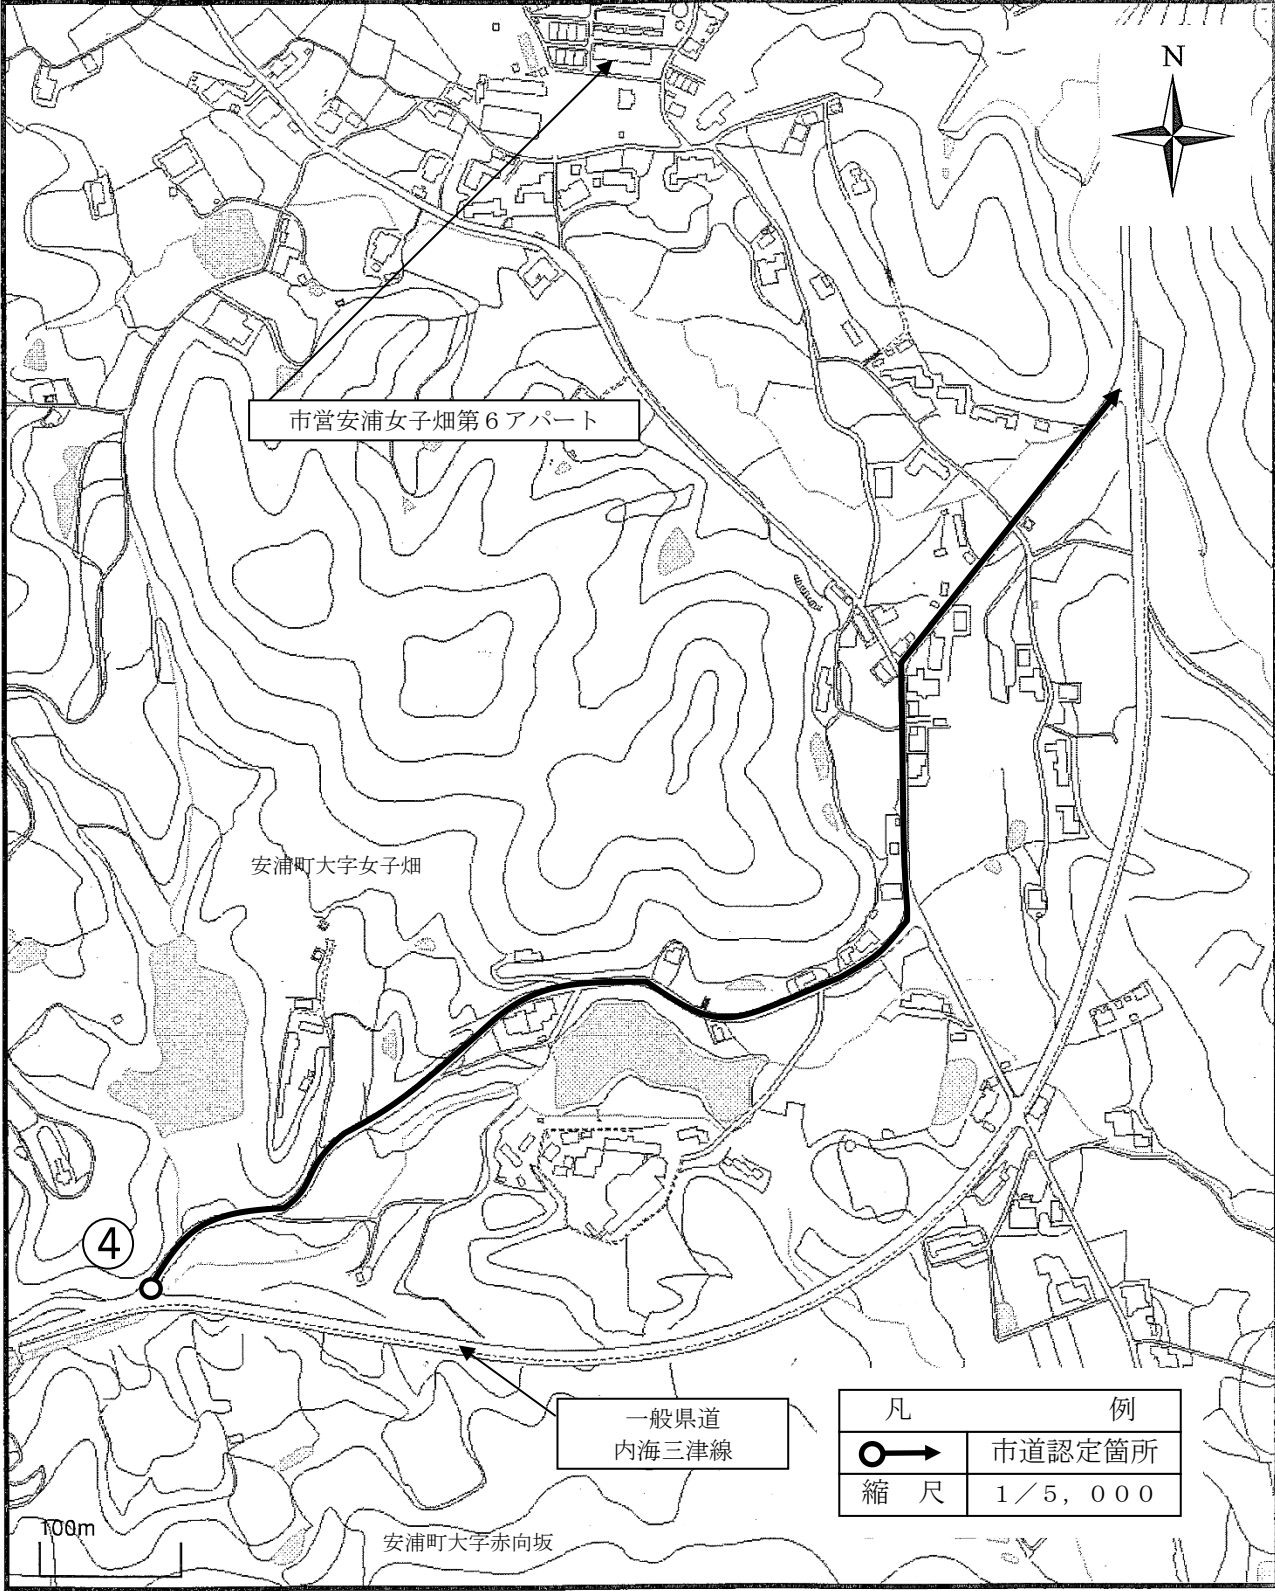 N
市営安浦女子畑第６アパート
安浦町大字女子畑
④
一般県道
内海三津線
凡 例
市道認定箇所
縮 尺 １／５，０００
100m
安浦町大字赤向坂